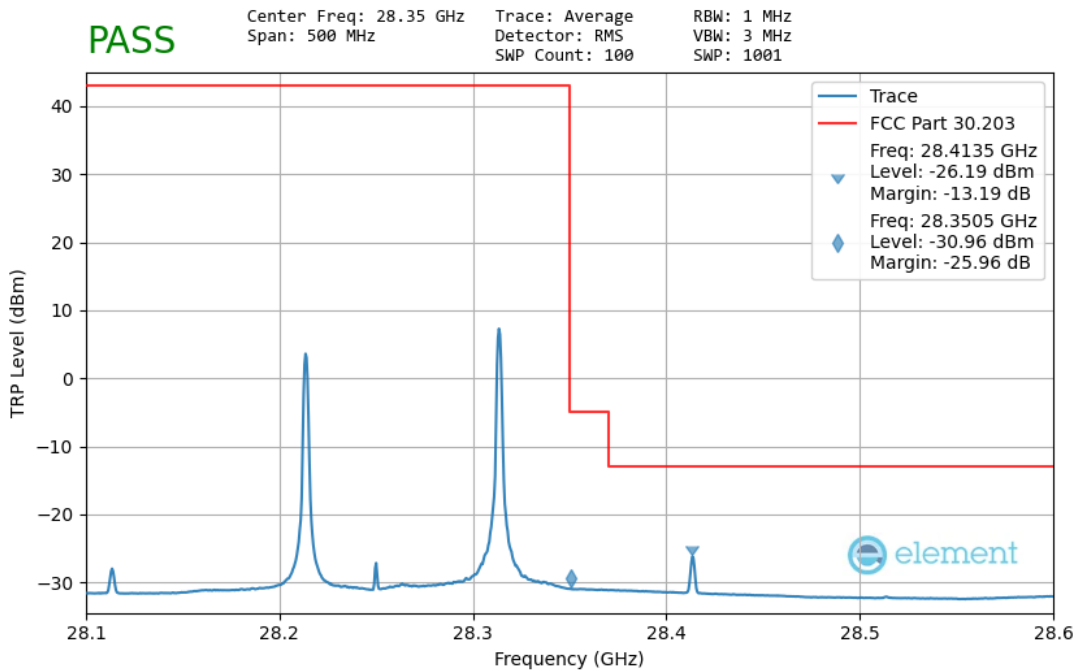 PASS
Center Freq: 28.35 GHz
Span: 500 MHz
Trace: Average
Detector: RMS
SWP Count: 100
RBW: 1 MHz
VBW: 3 MHz
SWP: 1001
Trace
FCC Part 30.203
Freq: 28.4135 GHz
Level: -26.19 dBm
Margin: -13.19 dB
Freq: 28.3505 GHz
Level: -30.96 dBm
Margin: -25.96 dB
TRP Level (dBm)
40
30
20
10
0
−10
−20
−30
element
28.1
28.2
28.3
28.4
28.5
28.6
Frequency (GHz)